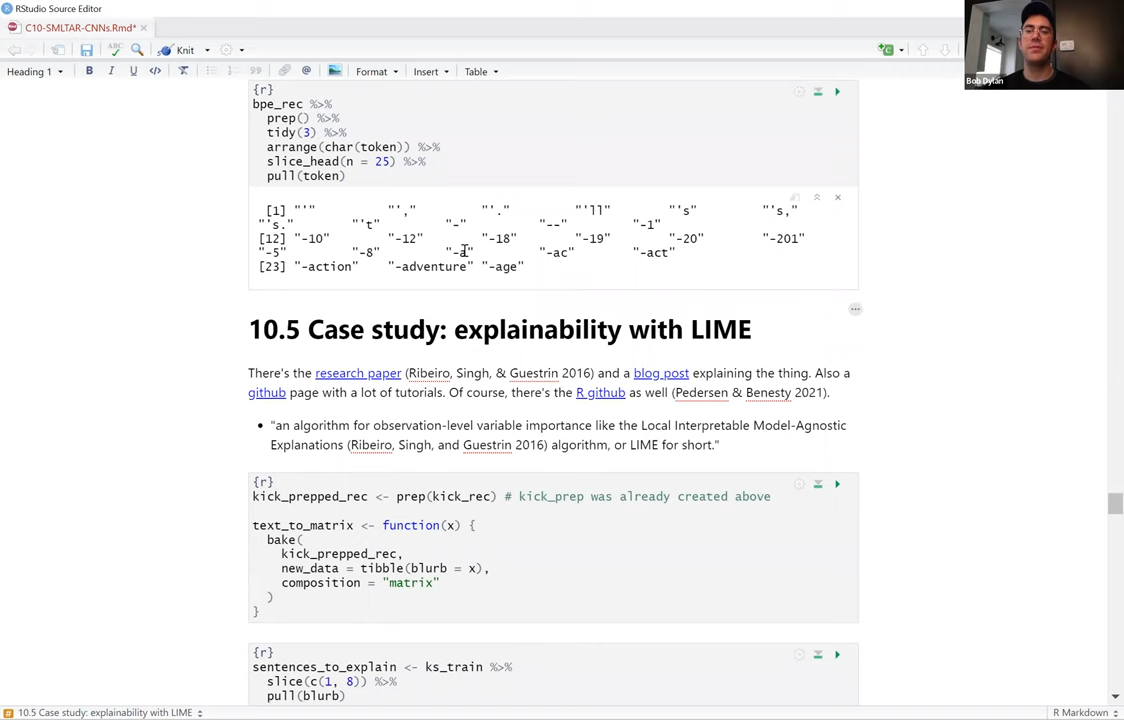 RStudio Source Editor
C10-SMLTAR-CNNs.Rmd*
ABC
Knit
Heading 1
B I U </>
Format
Insert
Table
Bob Dylan
{r}
bpe_rec %>%
prep() %>%
tidy(3) %>%
arrange(char(token)) %>%
slice_head(n = 25) %>%
pull(token)
[1] "'" "'," "'." "'ll" "'s" "'s,"
"'s." "'t" "-" "--" "-1"
[12] "-10" "-12" "-18" "-19" "-20" "-201"
"-5" "-8" "-a" "-ac" "-act"
[23] "-action" "-adventure" "-age"
10.5 Case study: explainability with LIME
There's the research paper (Ribeiro, Singh, & Guestrin 2016) and a blog post explaining the thing. Also a
github page with a lot of tutorials. Of course, there's the R github as well (Pedersen & Benesty 2021).
• "an algorithm for observation-level variable importance like the Local Interpretable Model-Agnostic
Explanations (Ribeiro, Singh, and Guestrin 2016) algorithm, or LIME for short."
{r}
kick_prepped_rec <- prep(kick_rec) # kick_prep was already created above
text_to_matrix <- function(x) {
bake(
kick_prepped_rec,
new_data = tibble(blurb = x),
composition = "matrix"
)
}
{r}
sentences_to_explain <- ks_train %>%
slice(c(1, 8)) %>%
pull(blurb)
# 10.5 Case study: explainability with LIME
R Markdown